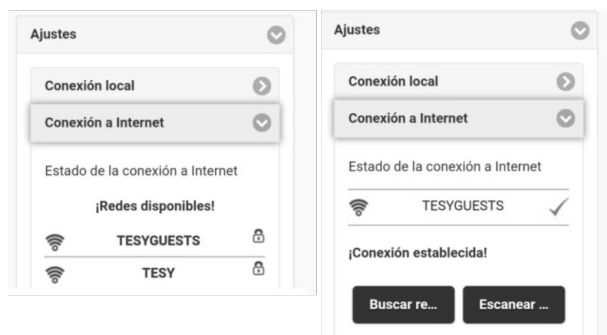 Ajustes
Conexión local
Conexión a Internet
Estado de la conexión a Internet
¡Redes disponibles!
TESYGUESTS
TESY
Ajustes
Conexión local
Conexión a Internet
Estado de la conexión a Internet
TESYGUESTS
¡Conexión establecida!
Buscar re... Escanear ...